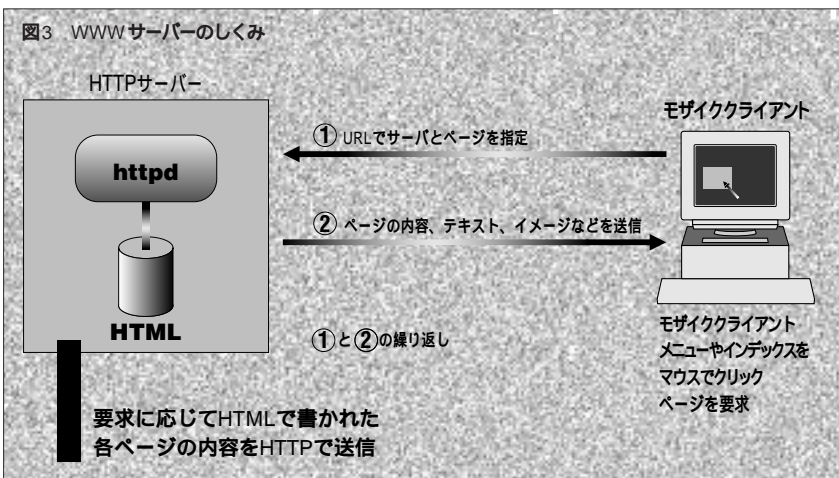 図3 WWWサーバーのしくみ
HTTPサーバー
httpd
HTML
モザイククライアント
① URLでサーバとページを指定
② ページの内容、テキスト、イメージなどを送信
①と②の繰り返し
モザイククライアント
メニューやインデックスを
マウスでクリック
ページを要求
要求に応じてHTMLで書かれた
各ページの内容をHTTPで送信